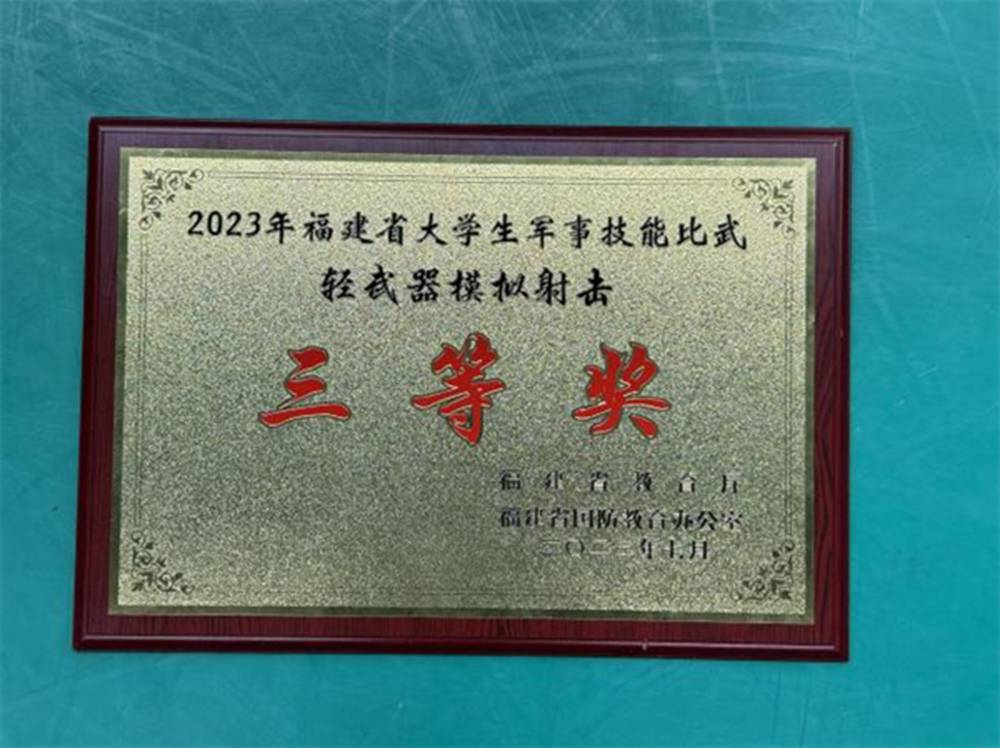 2023年福建省大学生军事技能比武
轻武器模拟射击
三等奖
福建省教育厅
福建省国防教育办公室
二〇二三年七月